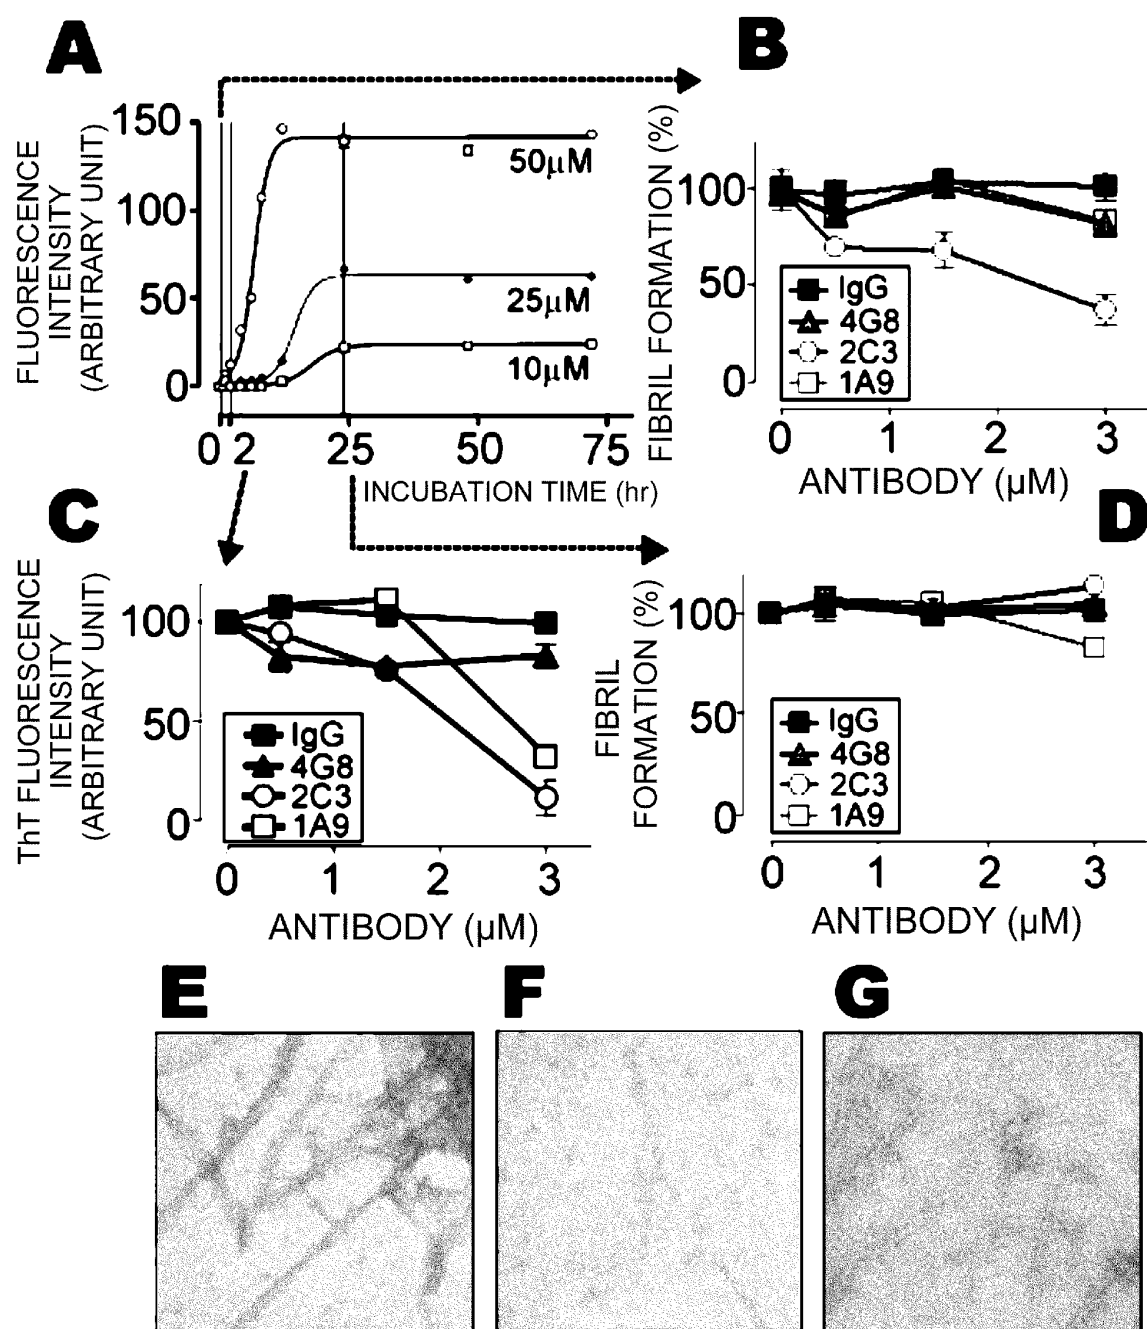 A
FLUORESCENCE
INTENSITY
(ARBITRARY UNIT)
150
100
50
0
50μM
25μM
10μM
0 2 25 50 75
INCUBATION TIME (hr)
B
FIBRIL FORMATION (%)
100
50
0
IgG
4G8
2C3
1A9
0 1 2 3
ANTIBODY (μM)
C
ThT FLUORESCENCE
INTENSITY
(ARBITRARY UNIT)
100
50
0
IgG
4G8
2C3
1A9
0 1 2 3
ANTIBODY (μM)
D
FIBRIL
FORMATION (%)
100
50
0
IgG
4G8
2C3
1A9
0 1 2 3
ANTIBODY (μM)
E F G